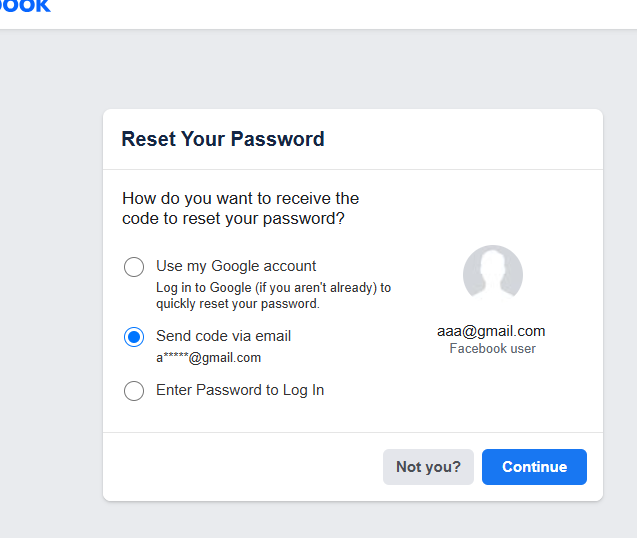 book
Reset Your Password
How do you want to receive the
code to reset your password?
Use my Google account
Log in to Google (if you aren't already) to
quickly reset your password.
Send code via email
a*****@gmail.com
Enter Password to Log In
aaa@gmail.com
Facebook user
Not you?
Continue